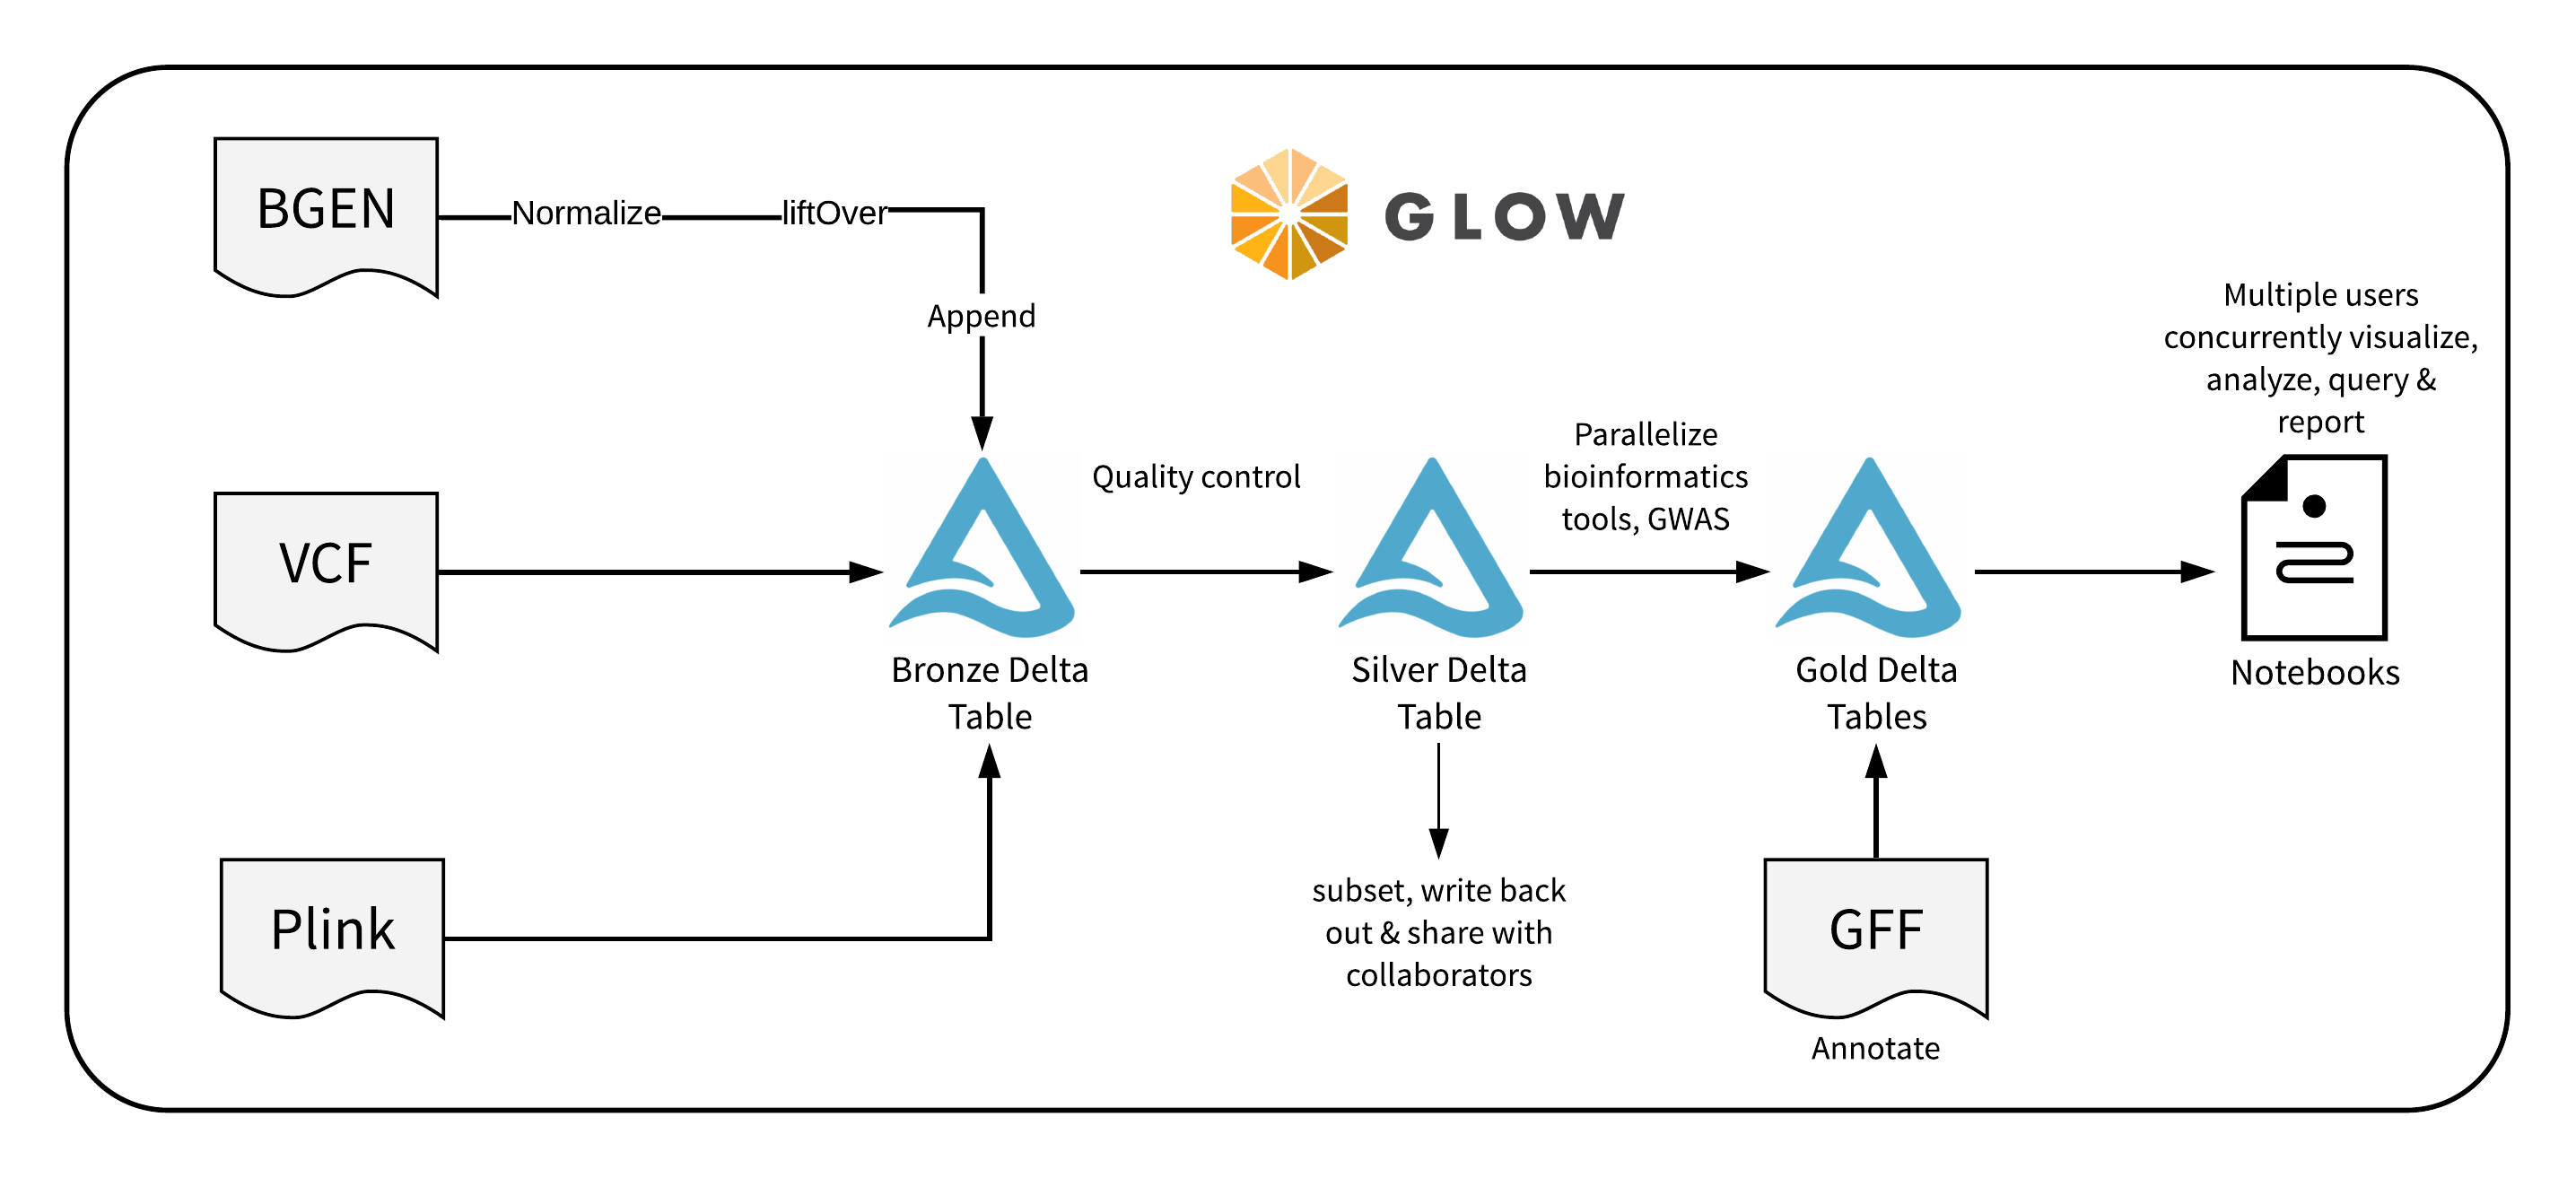 BGEN
Normalize
liftOver
GLOW
Append
Multiple users
concurrently visualize,
analyze, query &
report
VCF
Quality control
Parallelize
bioinformatics
tools, GWAS
Bronze Delta
Table
Silver Delta
Table
Gold Delta
Tables
Notebooks
Plink
subset, write back
out & share with
collaborators
GFF
Annotate